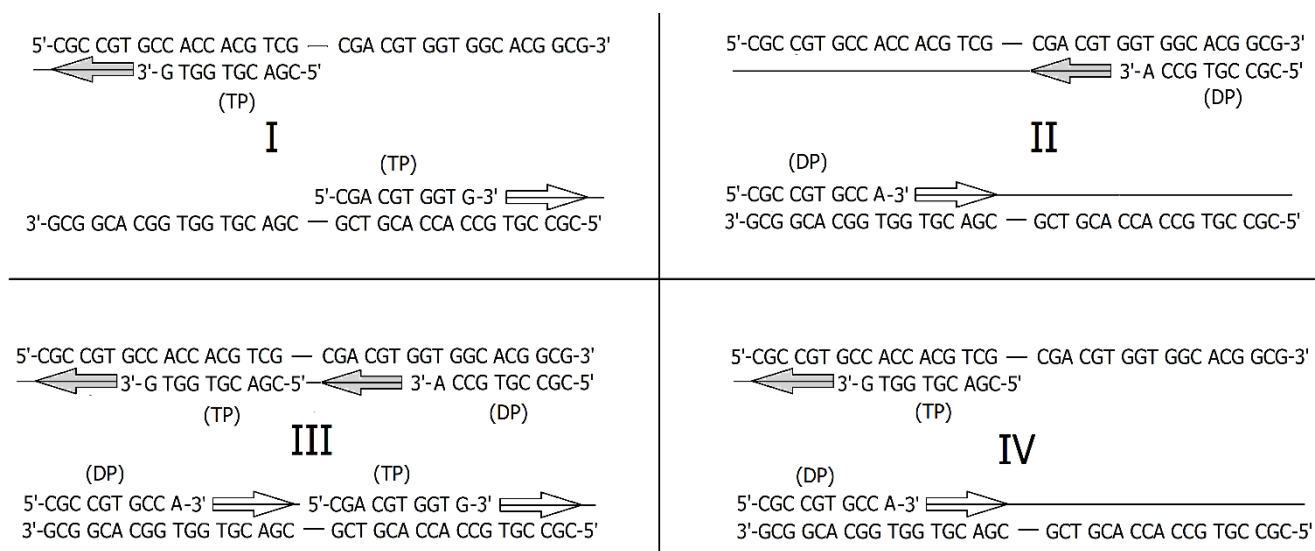 5'-CGC CGT GCC ACC ACG TCG — CGA CGT GGT GGC ACG GCG-3'
3'-G TGG TGC AGC-5'
(TP)
I
(TP)
5'-CGA CGT GGT G-3'
3'-GCG GCA CGG TGG TGC AGC — GCT GCA CCA CCG TGC CGC-5'
5'-CGC CGT GCC ACC ACG TCG — CGA CGT GGT GGC ACG GCG-3'
3'-A CCG TGC CGC-5'
(DP)
II
(DP)
5'-CGC CGT GCC A-3'
3'-GCG GCA CGG TGG TGC AGC — GCT GCA CCA CCG TGC CGC-5'
5'-CGC CGT GCC ACC ACG TCG — CGA CGT GGT GGC ACG GCG-3'
3'-G TGG TGC AGC-5' 3'-A CCG TGC CGC-5'
(TP) (DP)
III
(DP) (TP)
5'-CGC CGT GCC A-3' 5'-CGA CGT GGT G-3'
3'-GCG GCA CGG TGG TGC AGC — GCT GCA CCA CCG TGC CGC-5'
5'-CGC CGT GCC ACC ACG TCG — CGA CGT GGT GGC ACG GCG-3'
3'-G TGG TGC AGC-5'
(TP)
IV
(DP)
5'-CGC CGT GCC A-3'
3'-GCG GCA CGG TGG TGC AGC — GCT GCA CCA CCG TGC CGC-5'